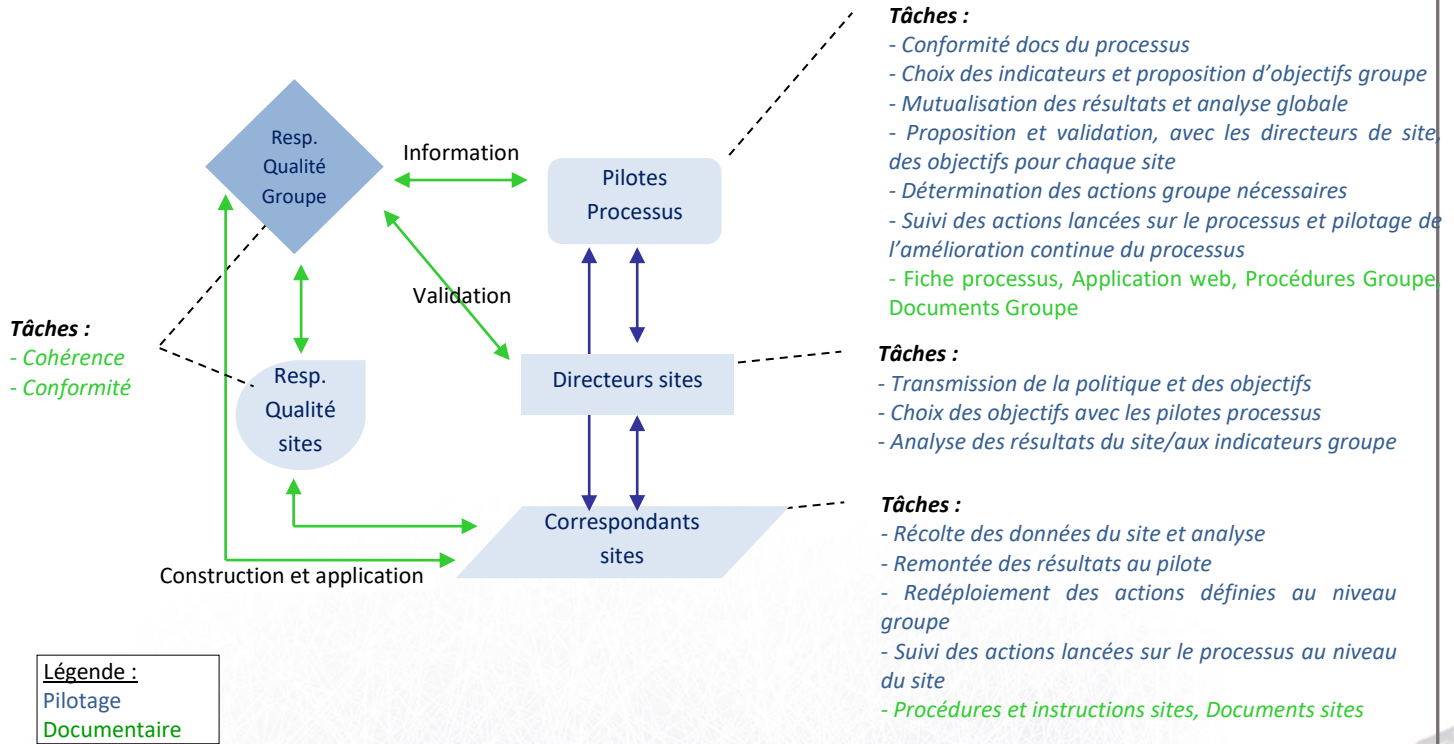 Tâches :
- Conformité docs du processus
- Choix des indicateurs et proposition d'objectifs groupe
- Mutualisation des résultats et analyse globale
- Proposition et validation, avec les directeurs de site,
des objectifs pour chaque site
- Détermination des actions groupe nécessaires
- Suivi des actions lancées sur le processus et pilotage de
l'amélioration continue du processus
- Fiche processus, Application web, Procédures Groupe,
Documents Groupe
Resp.
Qualité
Groupe
Information
Pilotes
Processus
Validation
Tâches :
- Cohérence
- Conformité
Resp.
Qualité
sites
Directeurs sites
Tâches :
- Transmission de la politique et des objectifs
- Choix des objectifs avec les pilotes processus
- Analyse des résultats du site/aux indicateurs groupe
Correspondants
sites
Construction et application
Tâches :
- Récolte des données du site et analyse
- Remontée des résultats au pilote
- Redéploiement des actions définies au niveau
groupe
- Suivi des actions lancées sur le processus au niveau
du site
- Procédures et instructions sites, Documents sites
Légende :
Pilotage
Documentaire